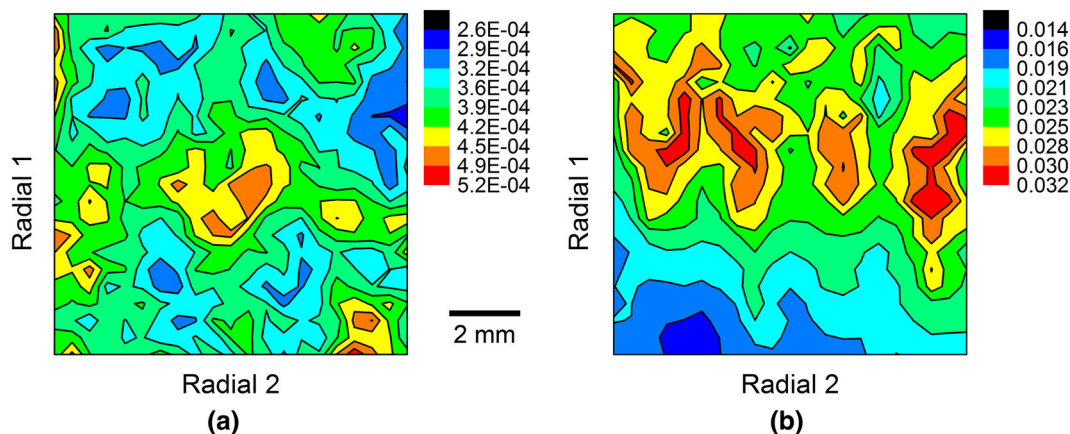 2.6E-04
2.9E-04
3.2E-04
3.6E-04
3.9E-04
4.2E-04
4.5E-04
4.9E-04
5.2E-04
Radial 1
Radial 2
(a)
2 mm
0.014
0.016
0.019
0.021
0.023
0.025
0.028
0.030
0.032
Radial 1
Radial 2
(b)